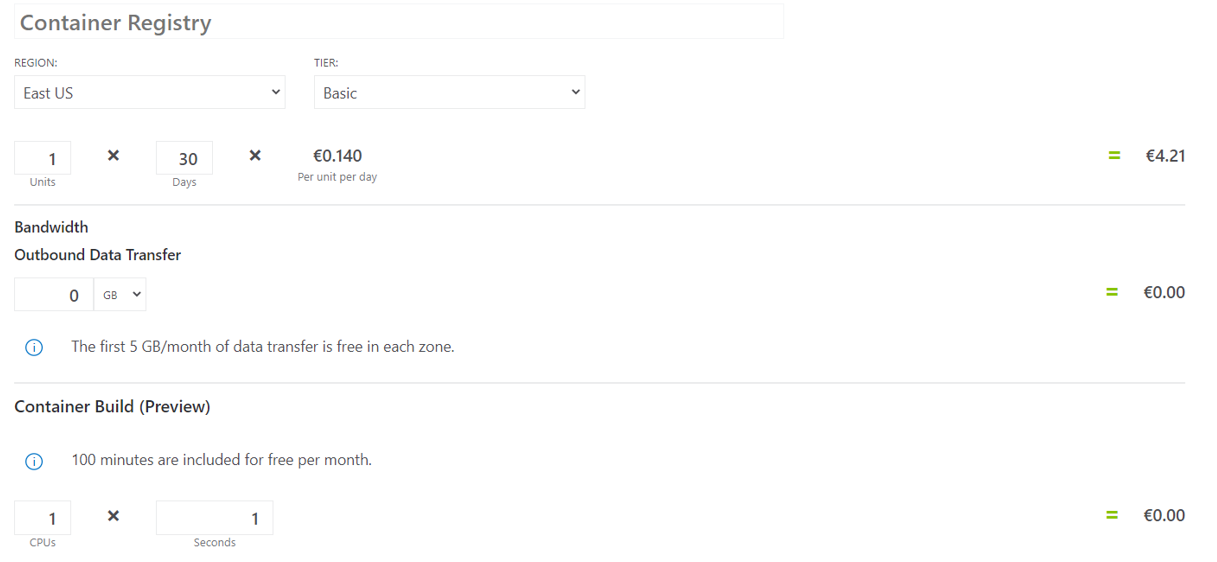 Container Registry
REGION: TIER:
East US Basic
1 × 30 × €0.140 = €4.21
Units Days Per unit per day
Bandwidth
Outbound Data Transfer
0 GB = €0.00
The first 5 GB/month of data transfer is free in each zone.
Container Build (Preview)
100 minutes are included for free per month.
1 × 1 = €0.00
CPUs Seconds